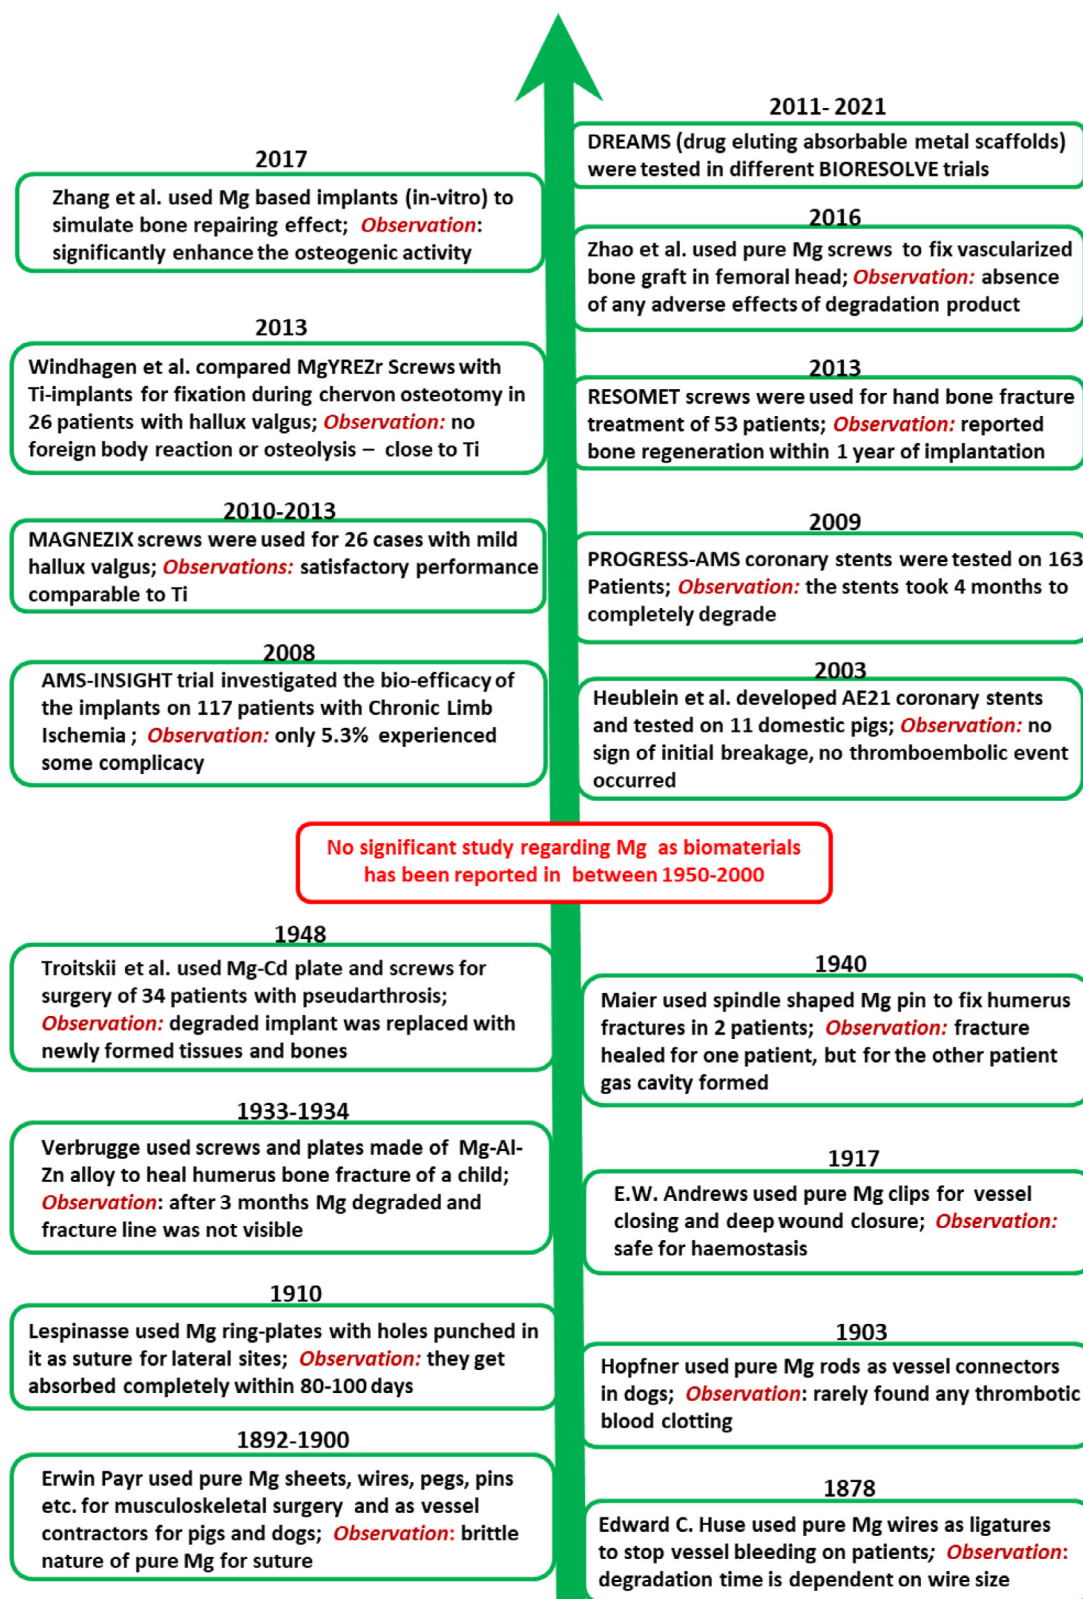 2011- 2021
DREAMS (drug eluting absorbable metal scaffolds)
were tested in different BIORESOLVE trials
2017
Zhang et al. used Mg based implants (in-vitro) to
simulate bone repairing effect; Observation:
significantly enhance the osteogenic activity
2016
Zhao et al. used pure Mg screws to fix vascularized
bone graft in femoral head; Observation: absence
of any adverse effects of degradation product
2013
Windhagen et al. compared MgYREZr Screws with
Ti-implants for fixation during chervon osteotomy in
26 patients with hallux valgus; Observation: no
foreign body reaction or osteolysis – close to Ti
2013
RESOMET screws were used for hand bone fracture
treatment of 53 patients; Observation: reported
bone regeneration within 1 year of implantation
2010-2013
MAGNEZIX screws were used for 26 cases with mild
hallux valgus; Observations: satisfactory performance
comparable to Ti
2009
PROGRESS-AMS coronary stents were tested on 163
Patients; Observation: the stents took 4 months to
completely degrade
2008
AMS-INSIGHT trial investigated the bio-efficacy of
the implants on 117 patients with Chronic Limb
Ischemia ; Observation: only 5.3% experienced
some complicacy
2003
Heublein et al. developed AE21 coronary stents
and tested on 11 domestic pigs; Observation: no
sign of initial breakage, no thromboembolic event
occurred
No significant study regarding Mg as biomaterials
has been reported in between 1950-2000
1948
Troitskii et al. used Mg-Cd plate and screws for
surgery of 34 patients with pseudarthrosis;
Observation: degraded implant was replaced with
newly formed tissues and bones
1940
Maier used spindle shaped Mg pin to fix humerus
fractures in 2 patients; Observation: fracture
healed for one patient, but for the other patient
gas cavity formed
1933-1934
Verbrugge used screws and plates made of Mg-Al-
Zn alloy to heal humerus bone fracture of a child;
Observation: after 3 months Mg degraded and
fracture line was not visible
1917
E.W. Andrews used pure Mg clips for vessel
closing and deep wound closure; Observation:
safe for haemostasis
1910
Lespinasse used Mg ring-plates with holes punched in
it as suture for lateral sites; Observation: they get
absorbed completely within 80-100 days
1903
Hopfner used pure Mg rods as vessel connectors
in dogs; Observation: rarely found any thrombotic
blood clotting
1892-1900
Erwin Payr used pure Mg sheets, wires, pegs, pins
etc. for musculoskeletal surgery and as vessel
contractors for pigs and dogs; Observation: brittle
nature of pure Mg for suture
1878
Edward C. Huse used pure Mg wires as ligatures
to stop vessel bleeding on patients; Observation:
degradation time is dependent on wire size